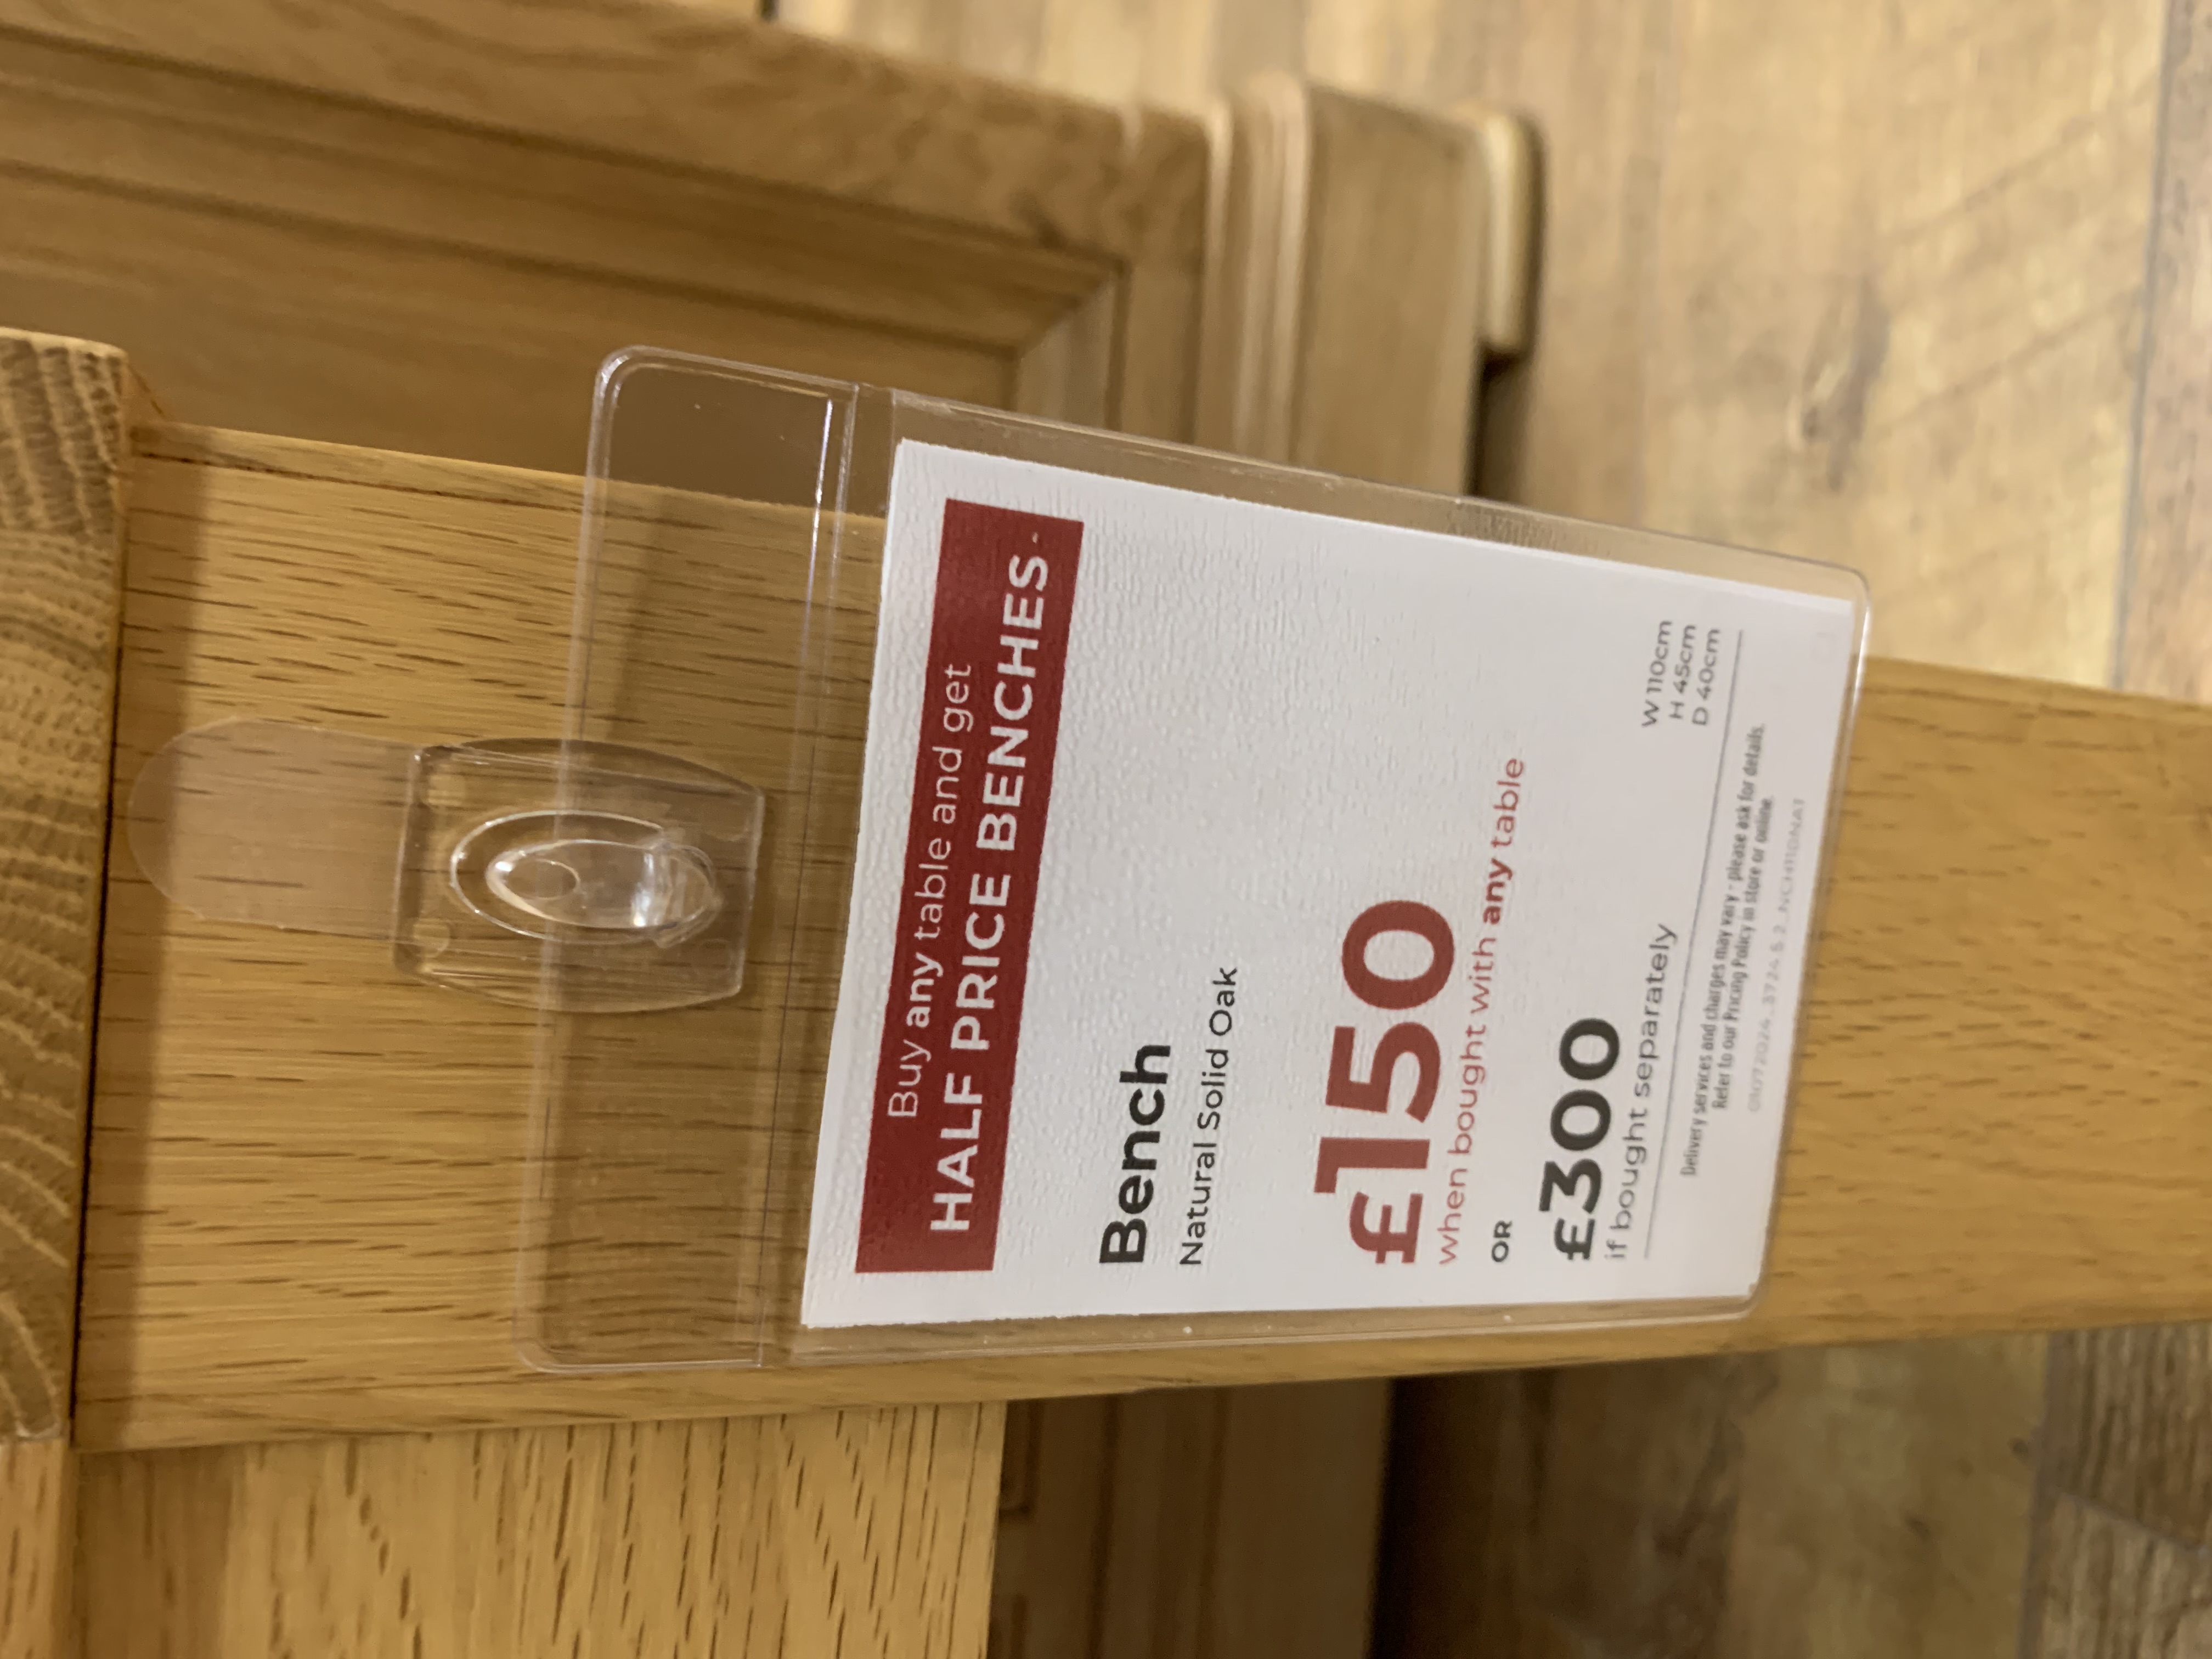 Buy any table and get
HALF PRICE BENCHES.
Bench
Natural Solid Oak
£150
when bought with any table
OR
£300
if bought separately
W 110cm
H 45cm
D 40cm
Delivery services and charges may vary - please ask for details.
Refer to our Pricing Policy in store or online.